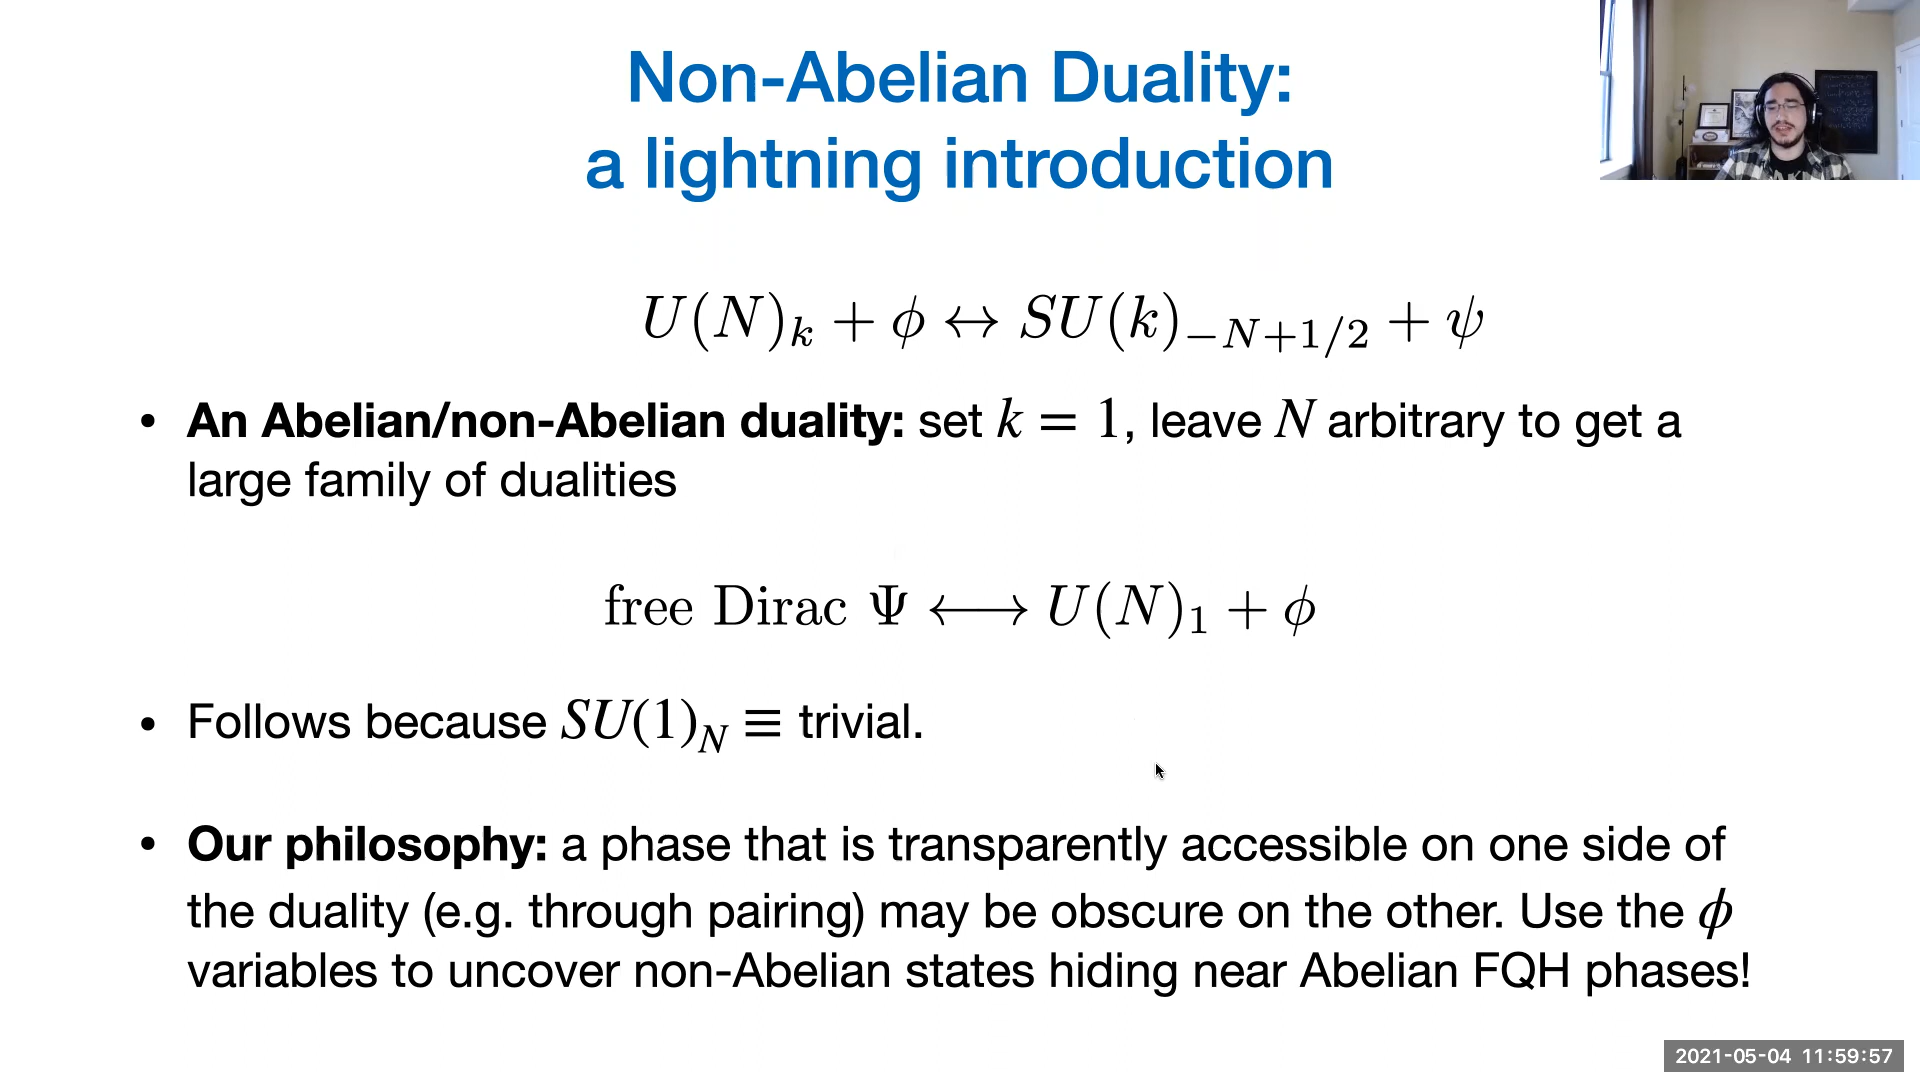 Non-Abelian Duality:
a lightning introduction
U(N)_k + ϕ ↔ SU(k)_{−N+1/2} + ψ
• An Abelian/non-Abelian duality: set k = 1, leave N arbitrary to get a
large family of dualities
free Dirac Ψ ⟷ U(N)_1 + ϕ
• Follows because SU(1)_N ≡ trivial.
• Our philosophy: a phase that is transparently accessible on one side of
the duality (e.g. through pairing) may be obscure on the other. Use the ϕ
variables to uncover non-Abelian states hiding near Abelian FQH phases!
2021-05-04 11:59:57